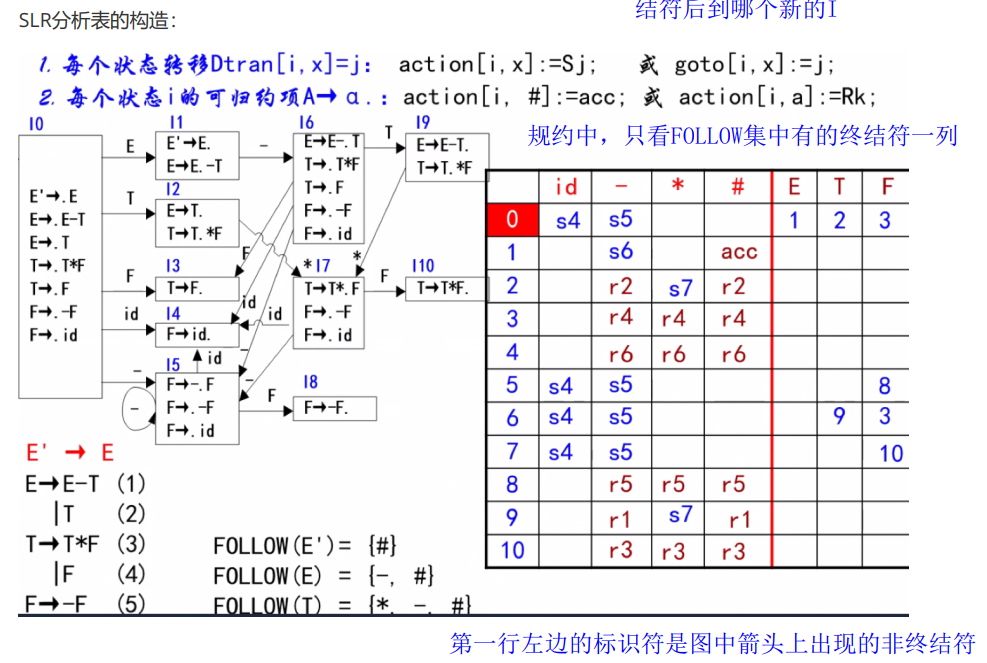 结符后到哪个新的I
SLR分析表的构造：
1. 每个状态转移Dtran[i,x]=j： action[i,x]:=Sj; 或 goto[i,x]:=j;
2. 每个状态i的可归约项A→α.：action[i, #]:=acc; 或 action[i,a]:=Rk;
规约中，只看FOLLOW集中有的终结符一列
I0
E'→.E
E→.E-T
E→.T
T→.T*F
T→.F
F→.-F
F→.id
E
T
F
id
-
I1
E'→E.
E→E.-T
I2
E→T.
T→T.*F
I3
T→F.
I4
F→id.
id
I5
F→-.F
F→.-F
F→.id
-
-
I6
E→E-.T
T→.T*F
T→.F
F→.-F
F→.id
T
F
id
id
-
-
* I7
T→T*.F
F→.-F
F→.id
*
F
F
I8
F→-F.
I9
E→E-T.
T→T.*F
I10
T→T*F.
id - * # E T F
0 s4 s5 1 2 3
1 s6 acc
2 r2 s7 r2
3 r4 r4 r4
4 r6 r6 r6
5 s4 s5 8
6 s4 s5 9 3
7 s4 s5 10
8 r5 r5 r5
9 r1 s7 r1
10 r3 r3 r3
E' → E
E→E-T (1)
|T (2)
T→T*F (3)
|F (4)
F→-F (5)
FOLLOW(E')= {#}
FOLLOW(E) = {-, #}
FOLLOW(T) = {*, -, #}
第一行左边的标识符是图中箭头上出现的非终结符